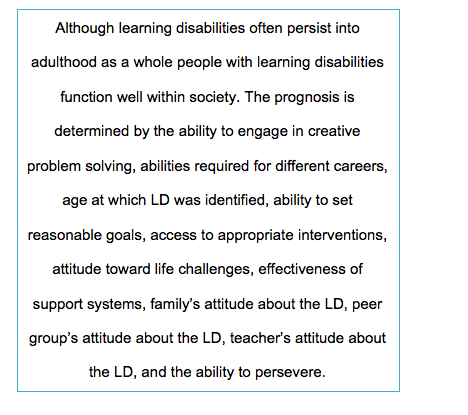 Although learning disabilities often persist into
adulthood as a whole people with learning disabilities
function well within society. The prognosis is
determined by the ability to engage in creative
problem solving, abilities required for different careers,
age at which LD was identified, ability to set
reasonable goals, access to appropriate interventions,
attitude toward life challenges, effectiveness of
support systems, family's attitude about the LD, peer
group's attitude about the LD, teacher's attitude about
the LD, and the ability to persevere.